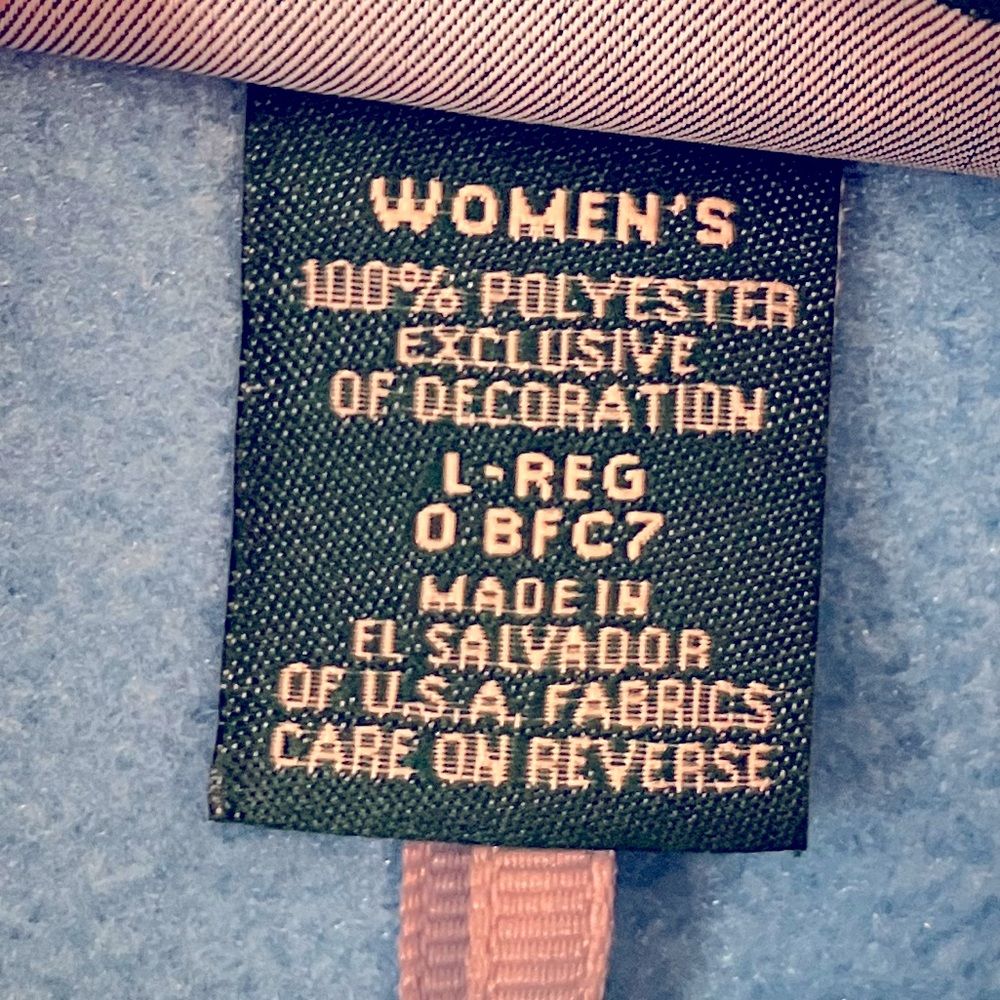 WOMEN'S
100% POLYESTER
EXCLUSIVE
OF DECORATION
L-REG
0 BFC7
MADE IN
EL SALVADOR
OF U.S.A. FABRICS
CARE ON REVERSE